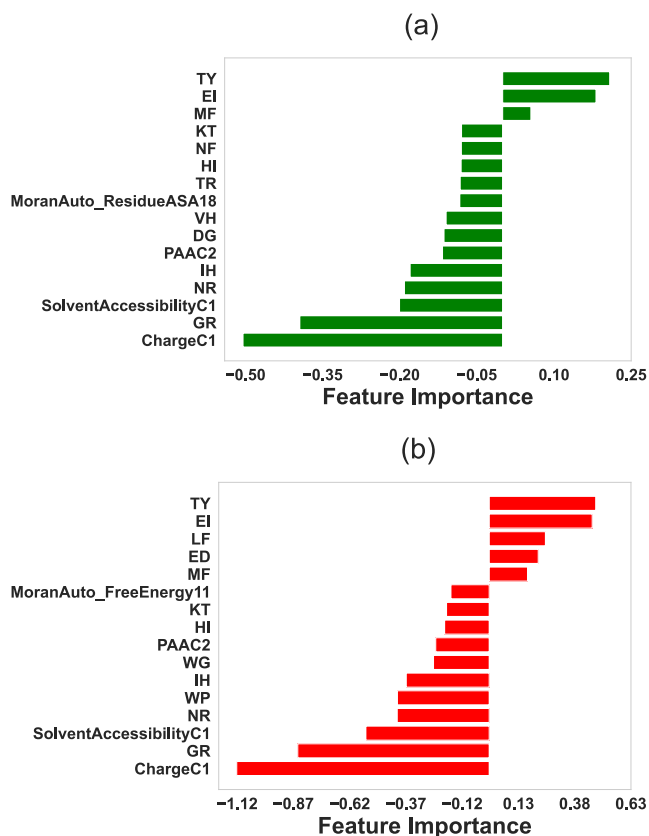 (a)
TY
EI
MF
KT
NF
HI
TR
MoranAuto_ResidueASA18
VH
DG
PAAC2
IH
NR
SolventAccessibilityC1
GR
ChargeC1
−0.50 −0.35 −0.20 −0.05 0.10 0.25
Feature Importance
(b)
TY
EI
LF
ED
MF
MoranAuto_FreeEnergy11
KT
HI
PAAC2
WG
IH
WP
NR
SolventAccessibilityC1
GR
ChargeC1
−1.12 −0.87 −0.62 −0.37 −0.12 0.13 0.38 0.63
Feature Importance